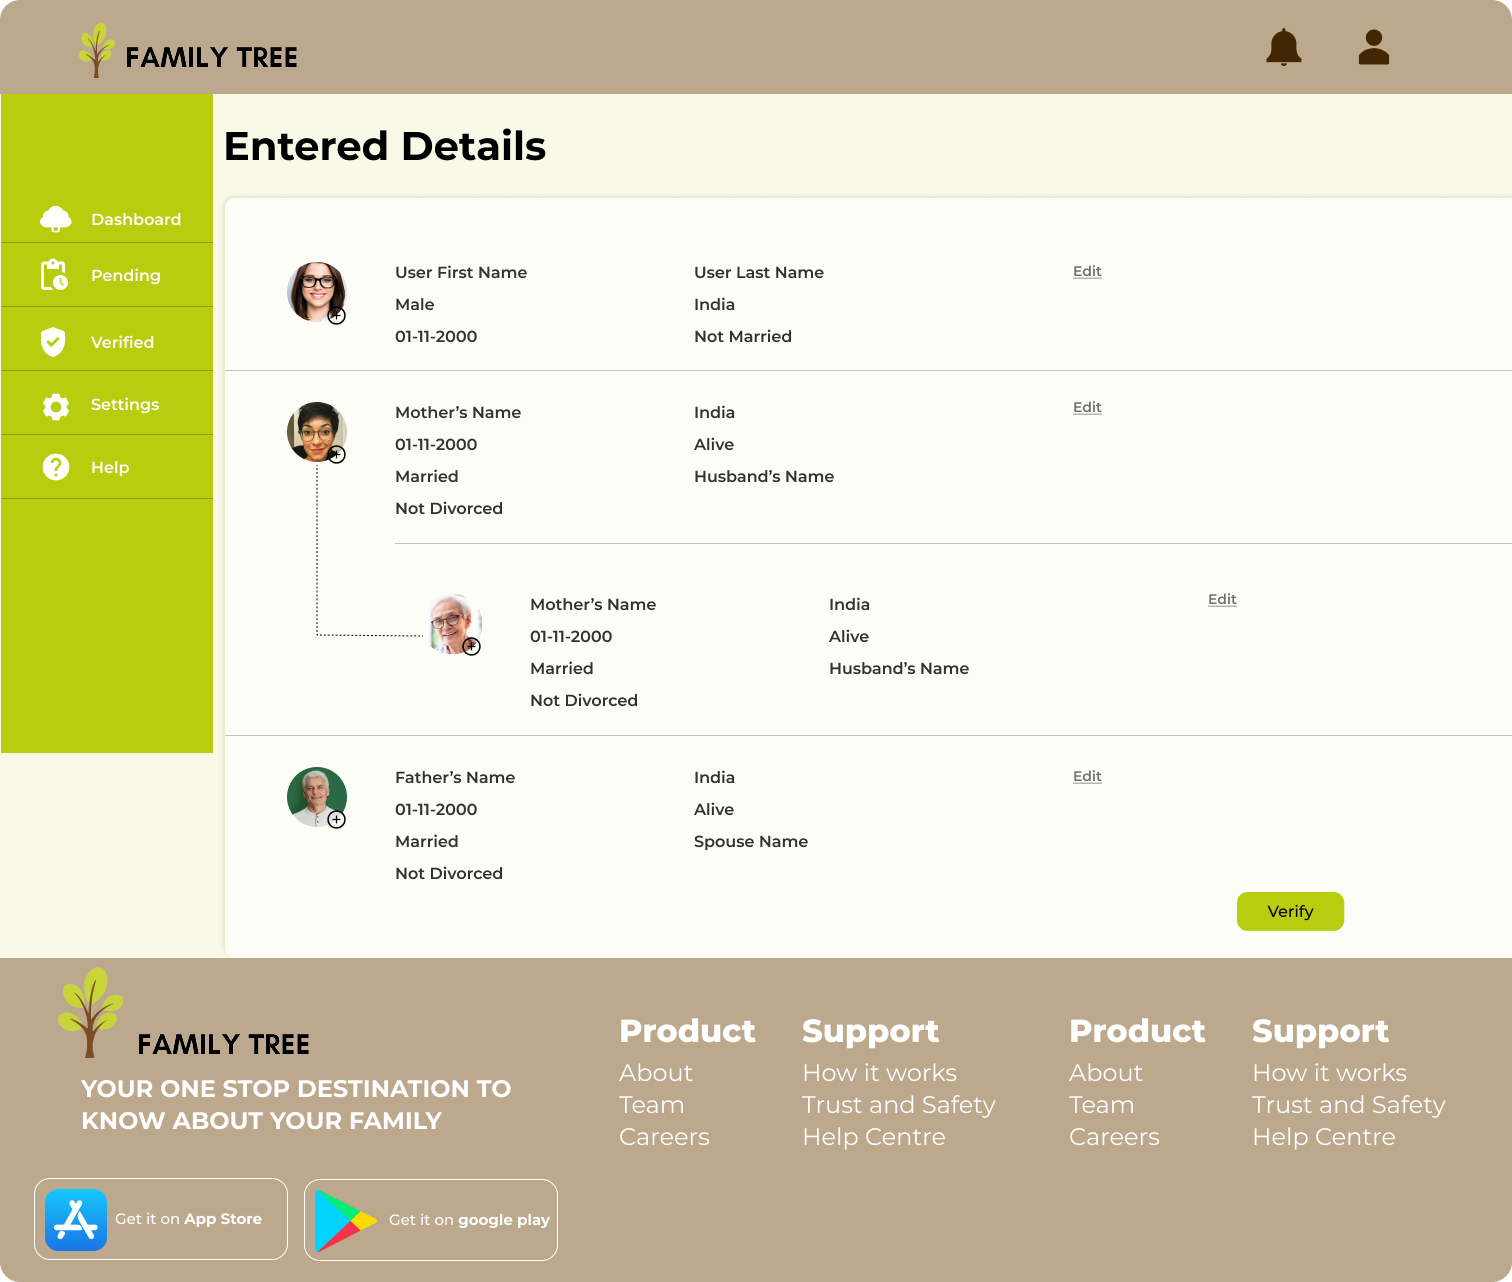 FAMILY TREE
Entered Details
Dashboard
Pending
Verified
Settings
Help
User First Name
User Last Name
Edit
Male
India
01-11-2000
Not Married
Mother’s Name
India
Edit
01-11-2000
Alive
Married
Husband’s Name
Not Divorced
Mother’s Name
India
Edit
01-11-2000
Alive
Married
Husband’s Name
Not Divorced
Father’s Name
India
Edit
01-11-2000
Alive
Married
Spouse Name
Not Divorced
Verify
FAMILY TREE
YOUR ONE STOP DESTINATION TO
KNOW ABOUT YOUR FAMILY
Get it on App Store
Get it on google play
Product
About
Team
Careers
Support
How it works
Trust and Safety
Help Centre
Product
About
Team
Careers
Support
How it works
Trust and Safety
Help Centre